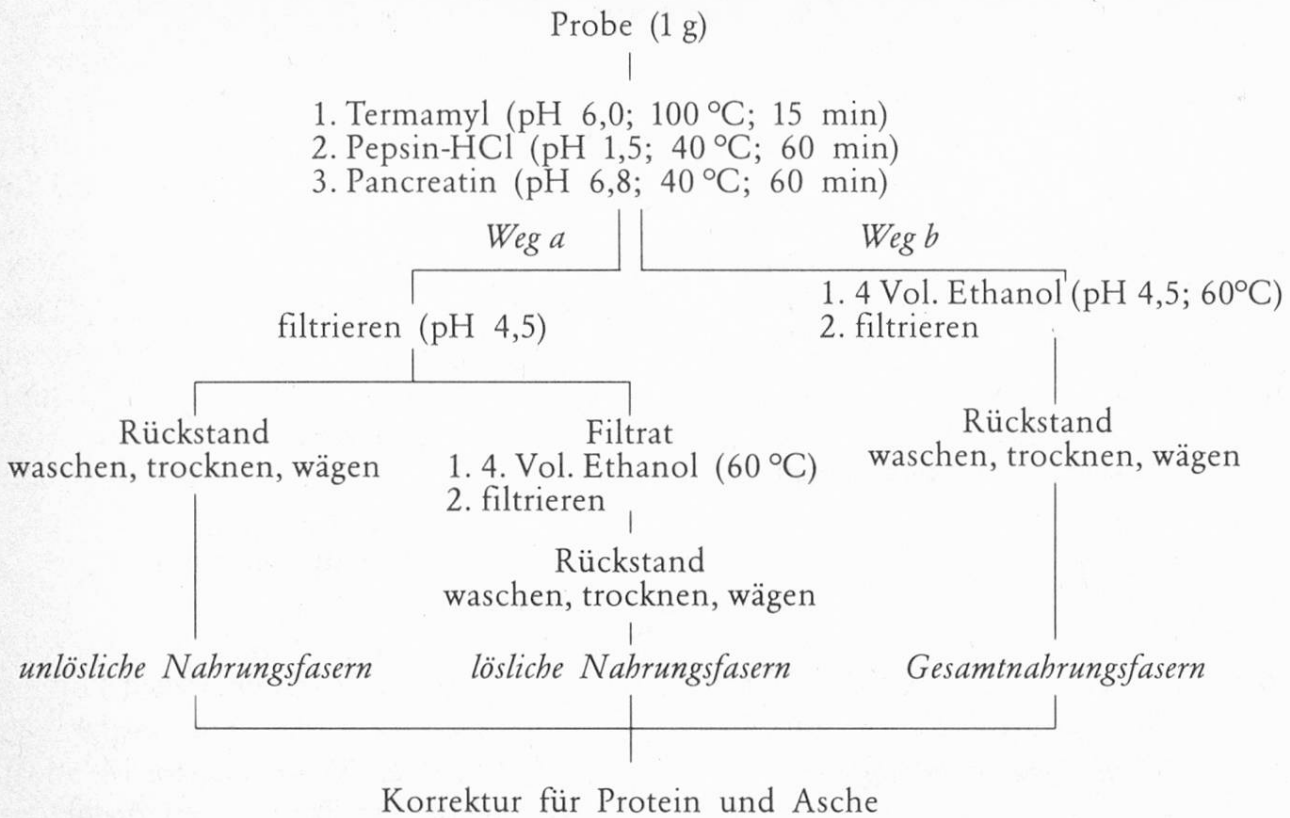 Probe (1 g)
1. Termamyl (pH 6,0; 100 °C; 15 min)
2. Pepsin-HCl (pH 1,5; 40 °C; 60 min)
3. Pancreatin (pH 6,8; 40 °C; 60 min)
Weg a
Weg b
filtrieren (pH 4,5)
1. 4 Vol. Ethanol (pH 4,5; 60°C)
2. filtrieren
Rückstand
waschen, trocknen, wägen
Filtrat
1. 4. Vol. Ethanol (60 °C)
2. filtrieren
Rückstand
waschen, trocknen, wägen
Rückstand
waschen, trocknen, wägen
unlösliche Nahrungsfasern
lösliche Nahrungsfasern
Gesamtnahrungsfasern
Korrektur für Protein und Asche